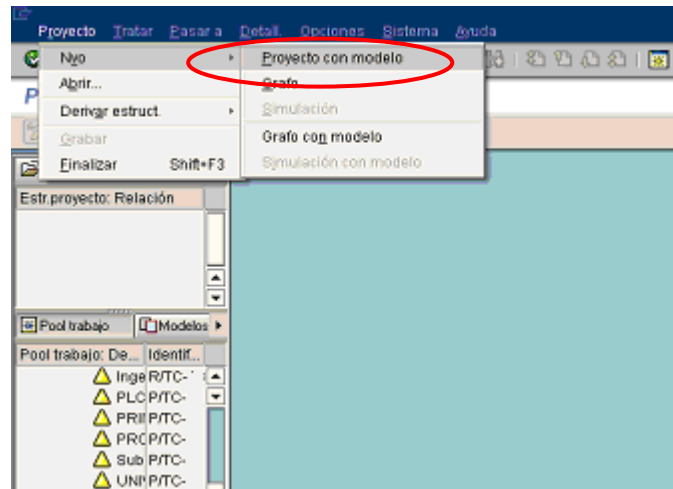 Proyecto Tratar Pasar a Detall. Opciones Sistema Ayuda
Nvo
Abrir...
Derivar estruct.
Grabar
Finalizar Shift+F3
Proyecto con modelo
Grafo
Simulación
Grafo con modelo
Simulación con modelo
Estr.proyecto: Relación
Pool trabajo Modelos
Pool trabajo: De... Identif...
Inge R/TC-
PLC P/TC-
PRI P/TC-
PRO P/TC-
Sub P/TC-
UNI P/TC-